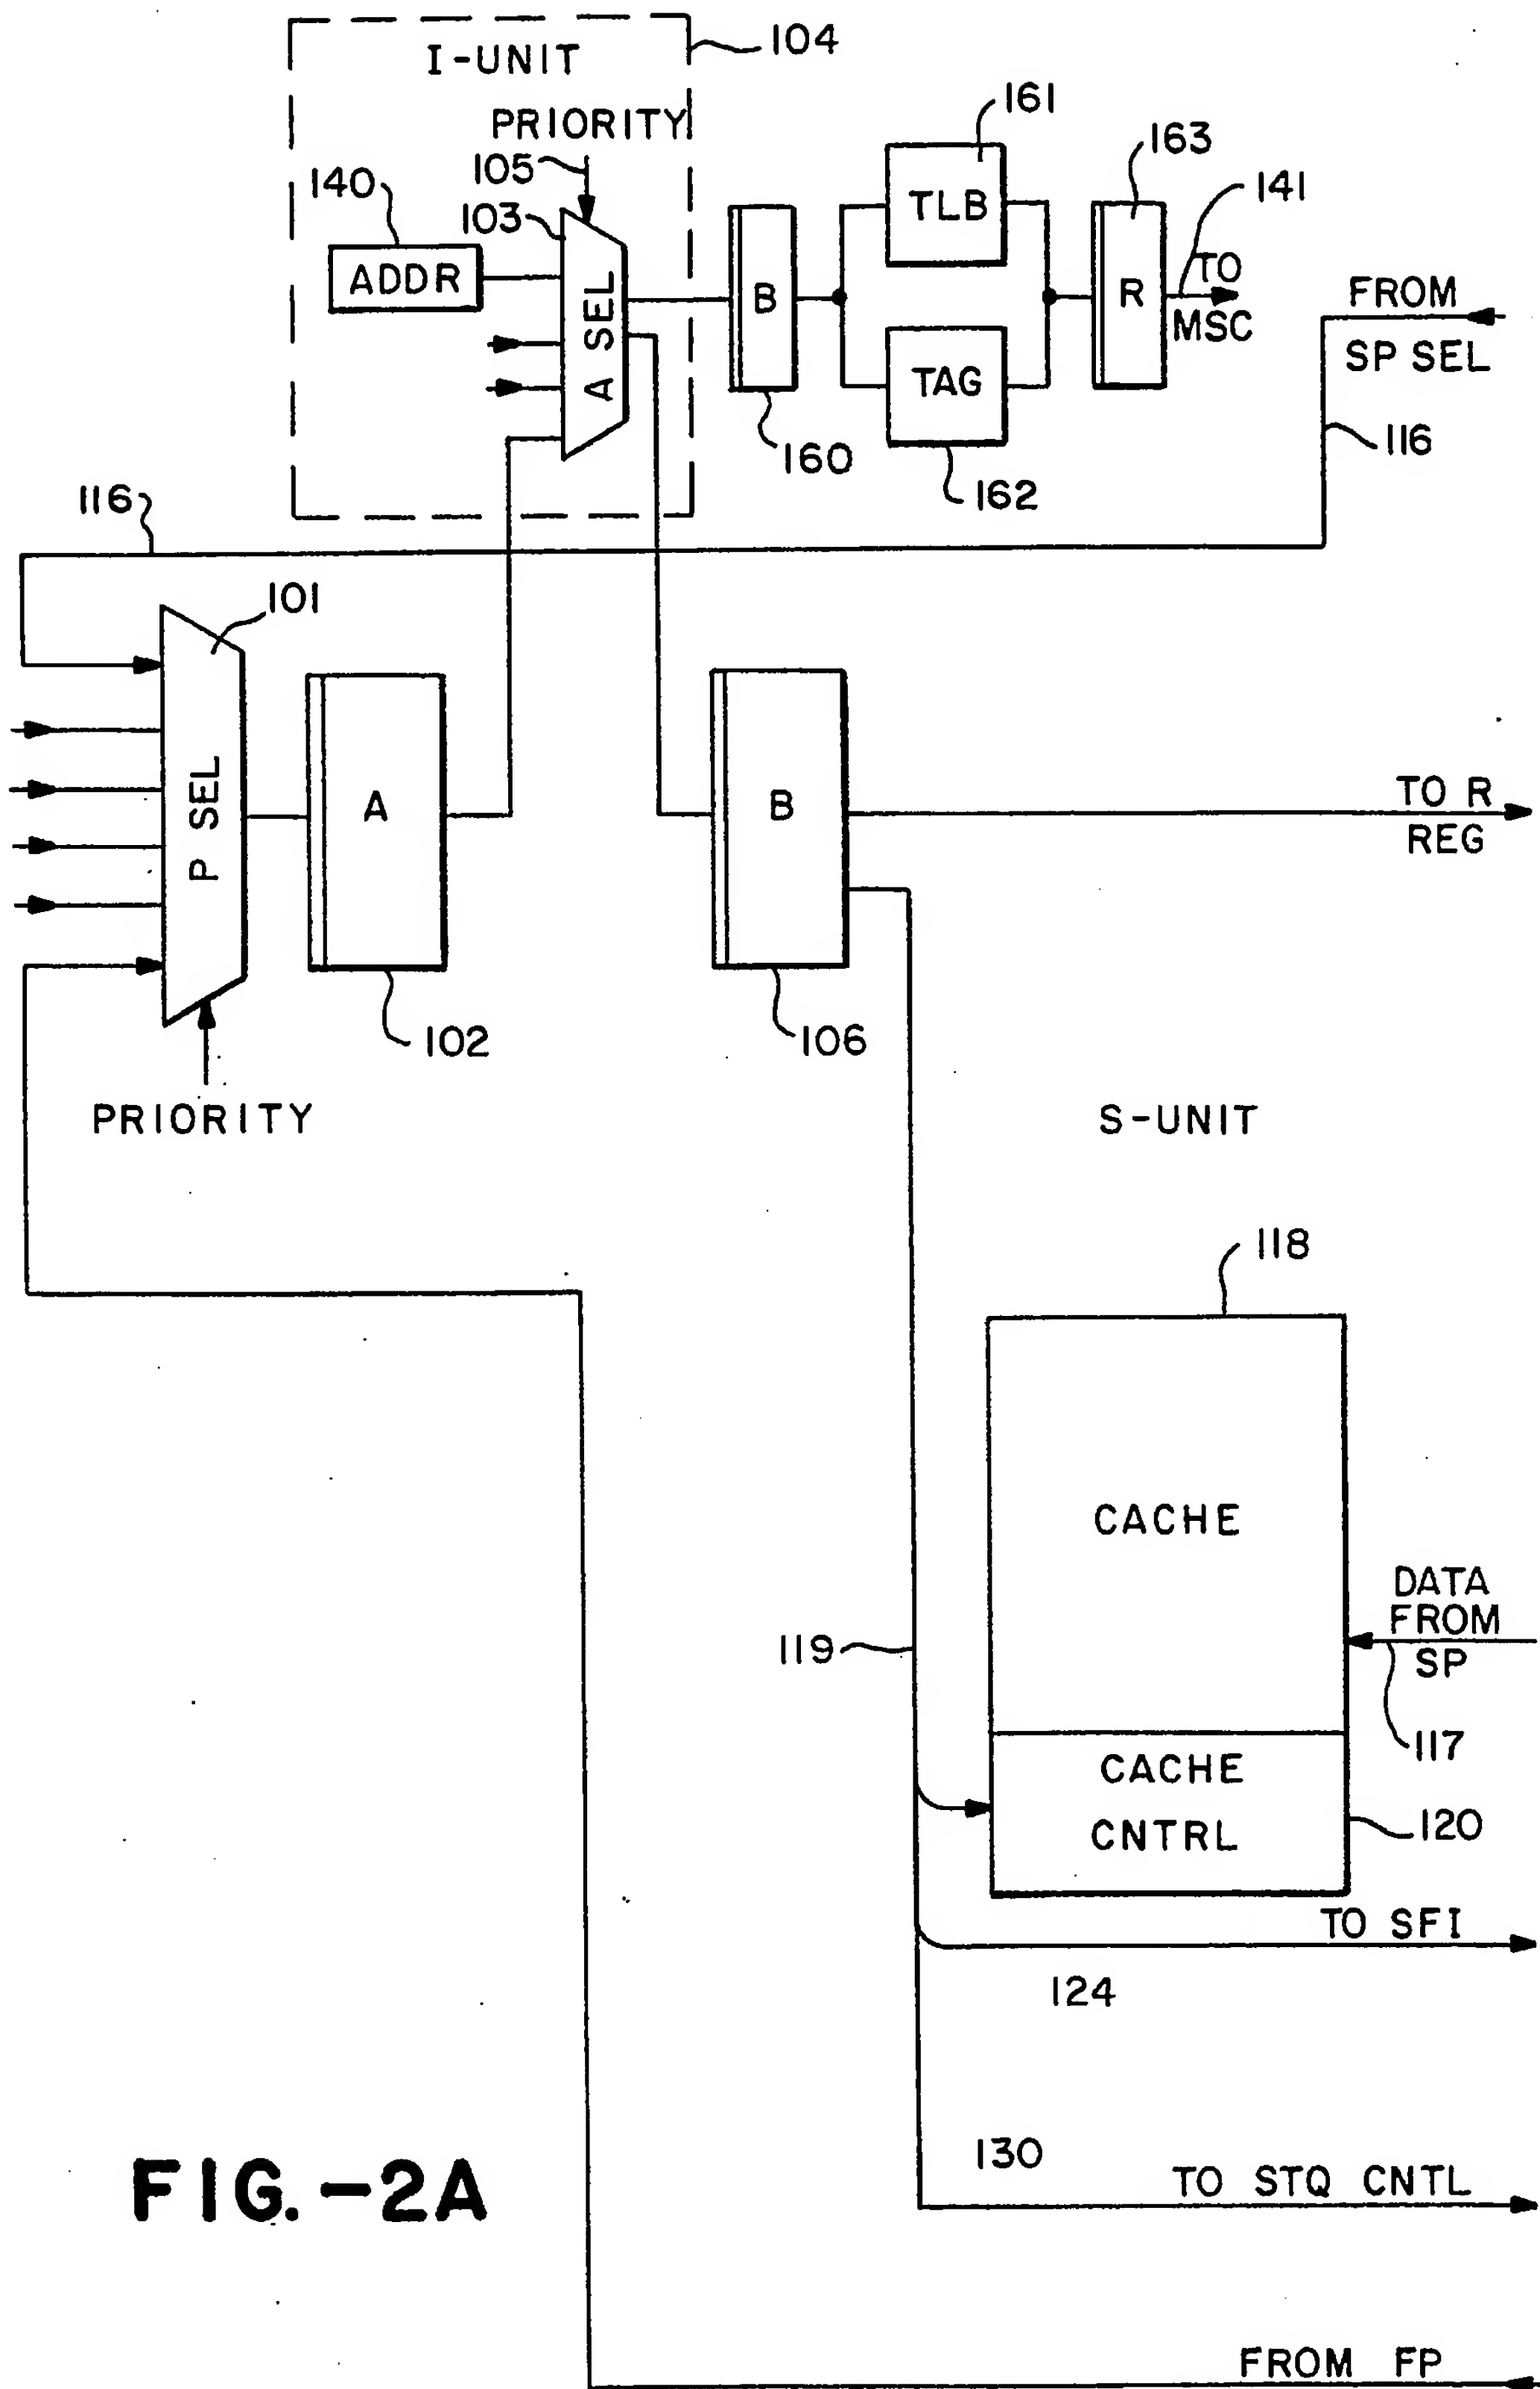 I-UNIT
104
PRIORITY
105
103
140
ADDR
A SEL
B
160
161
TLB
TAG
162
163
R
141
TO
MSC
FROM
SP SEL
116
116
101
P SEL
PRIORITY
A
102
B
106
TO R
REG
S-UNIT
118
CACHE
DATA
FROM
SP
117
119
CACHE
CNTRL
120
TO SFI
124
130
TO STQ CNTL
FROM FP
FIG.-2A